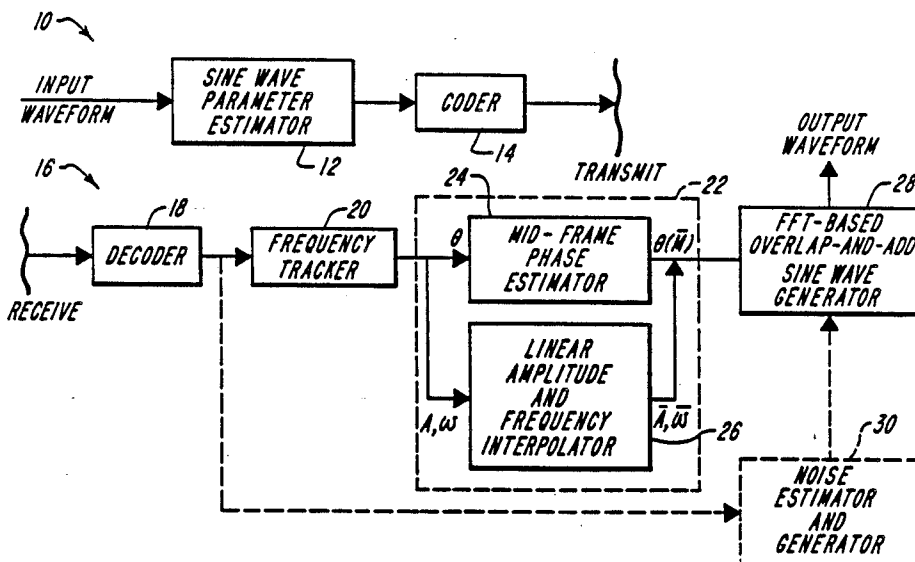 10
INPUT
WAVEFORM
SINE WAVE
PARAMETER
ESTIMATOR
12
CODER
14
TRANSMIT
OUTPUT
WAVEFORM
16
RECEIVE
DECODER
18
FREQUENCY
TRACKER
20
22
24
θ
MID-FRAME
PHASE
ESTIMATOR
θ(M̅)
A, ω
LINEAR
AMPLITUDE
AND
FREQUENCY
INTERPOLATOR
A̅, ω̅
26
28
FFT-BASED
OVERLAP-AND-ADD
SINE WAVE
GENERATOR
30
NOISE
ESTIMATOR
AND
GENERATOR